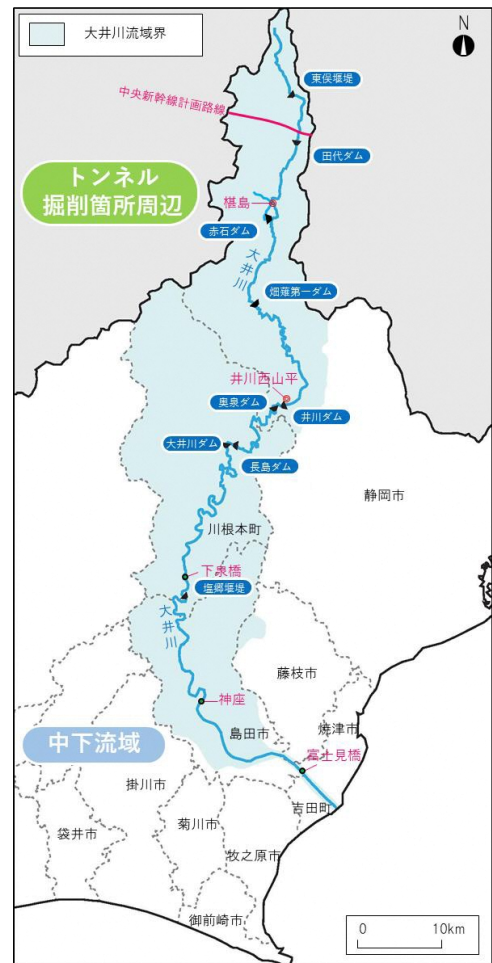 大井川流域界
N
東俣堰堤
中央新幹線計画路線
田代ダム
トンネル
掘削箇所周辺
椹島
赤石ダム
大井川
畑薙第一ダム
井川西山平
奥泉ダム
井川ダム
大井川ダム
長島ダム
静岡市
川根本町
下泉橋
塩郷堰堤
大井川
藤枝市
神座
島田市
焼津市
中下流域
富士見橋
掛川市
吉田町
菊川市
袋井市
牧之原市
御前崎市
0 10km